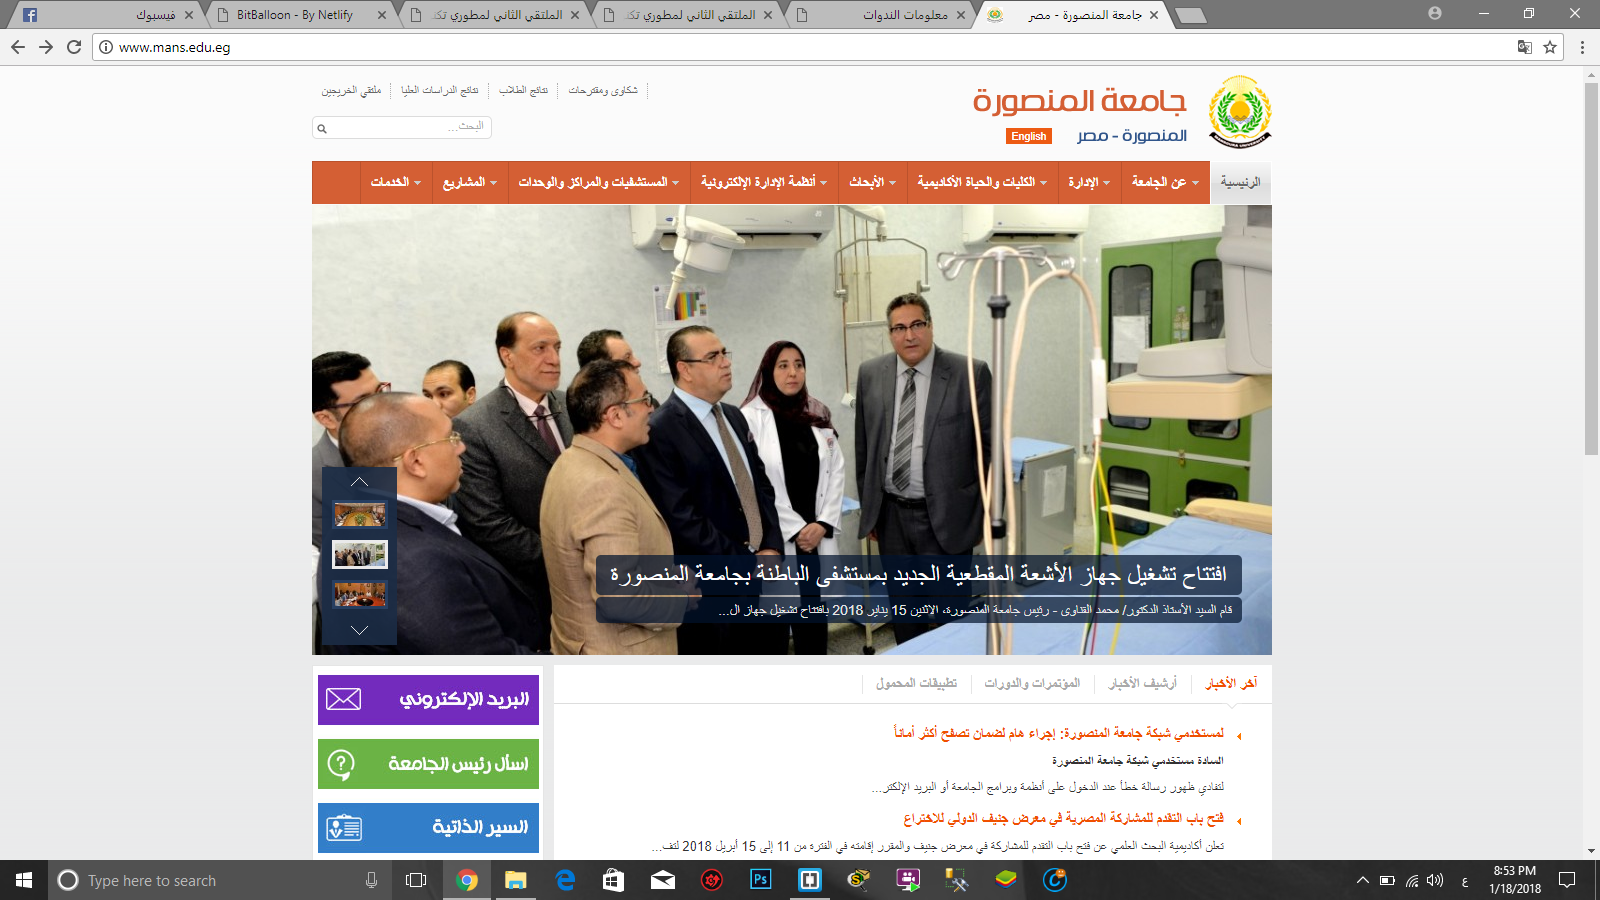 فيسبوك
BitBalloon - By Netlify
الملتقي الثاني لمطوري تك
الملتقي الثاني لمطوري تك
معلومات الندوات
جامعة المنصورة - مصر
www.mans.edu.eg
شكاوى ومقترحات
نتائج الطلاب
نتائج الدراسات العليا
ملتقي الخريجين
البحث...
جامعة المنصورة
المنصورة - مصر
English
الرئيسية
عن الجامعة
الإدارة
الكليات والحياة الأكاديمية
الأبحاث
أنظمة الإدارة الإلكترونية
المستشفيات والمراكز والوحدات
المشاريع
الخدمات
افتتاح تشغيل جهاز الأشعة المقطعية الجديد بمستشفى الباطنة بجامعة المنصورة
قام السيد الأستاذ الدكتور/ محمد القناوى - رئيس جامعة المنصورة، الإثنين 15 يناير 2018 بافتتاح تشغيل جهاز ال...
آخر الأخبار
أرشيف الأخبار
المؤتمرات والدورات
تطبيقات المحمول
لمستخدمي شبكة جامعة المنصورة: إجراء هام لضمان تصفح أكثر أماناً
السادة مستخدمي شبكة جامعة المنصورة
لتفادي ظهور رسالة خطأ عند الدخول على أنظمة وبرامج الجامعة أو البريد الإلكتر...
فتح باب التقدم للمشاركة المصرية في معرض جنيف الدولي للاختراع
تعلن أكاديمية البحث العلمي عن فتح باب التقدم للمشاركة في معرض جنيف والمقرر إقامته في الفترة من 11 إلى 15 أبريل 2018 لتف...
البريد الإلكتروني
اسأل رئيس الجامعة
السير الذاتية
Type here to search
ع
8:53 PM
1/18/2018